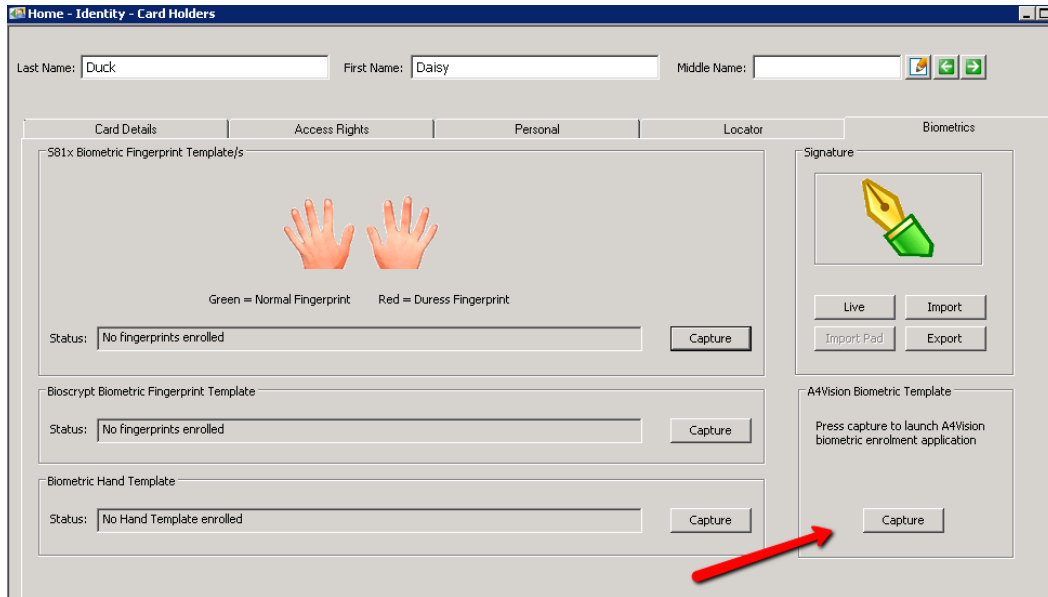 Home - Identity - Card Holders
Last Name: Duck First Name: Daisy Middle Name:
Card Details Access Rights Personal Locator Biometrics
S81x Biometric Fingerprint Template/s
Green = Normal Fingerprint Red = Duress Fingerprint
Status: No fingerprints enrolled Capture
Signature
Live Import
Import Pad Export
Bioscrypt Biometric Fingerprint Template
Status: No fingerprints enrolled Capture
Biometric Hand Template
Status: No Hand Template enrolled Capture
A4Vision Biometric Template
Press capture to launch A4Vision
biometric enrolment application
Capture